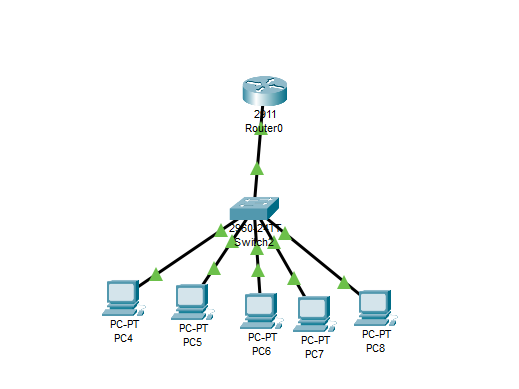 2911
Router0
2960-24TT
Switch2
PC-PT
PC4
PC-PT
PC5
PC-PT
PC6
PC-PT
PC7
PC-PT
PC8